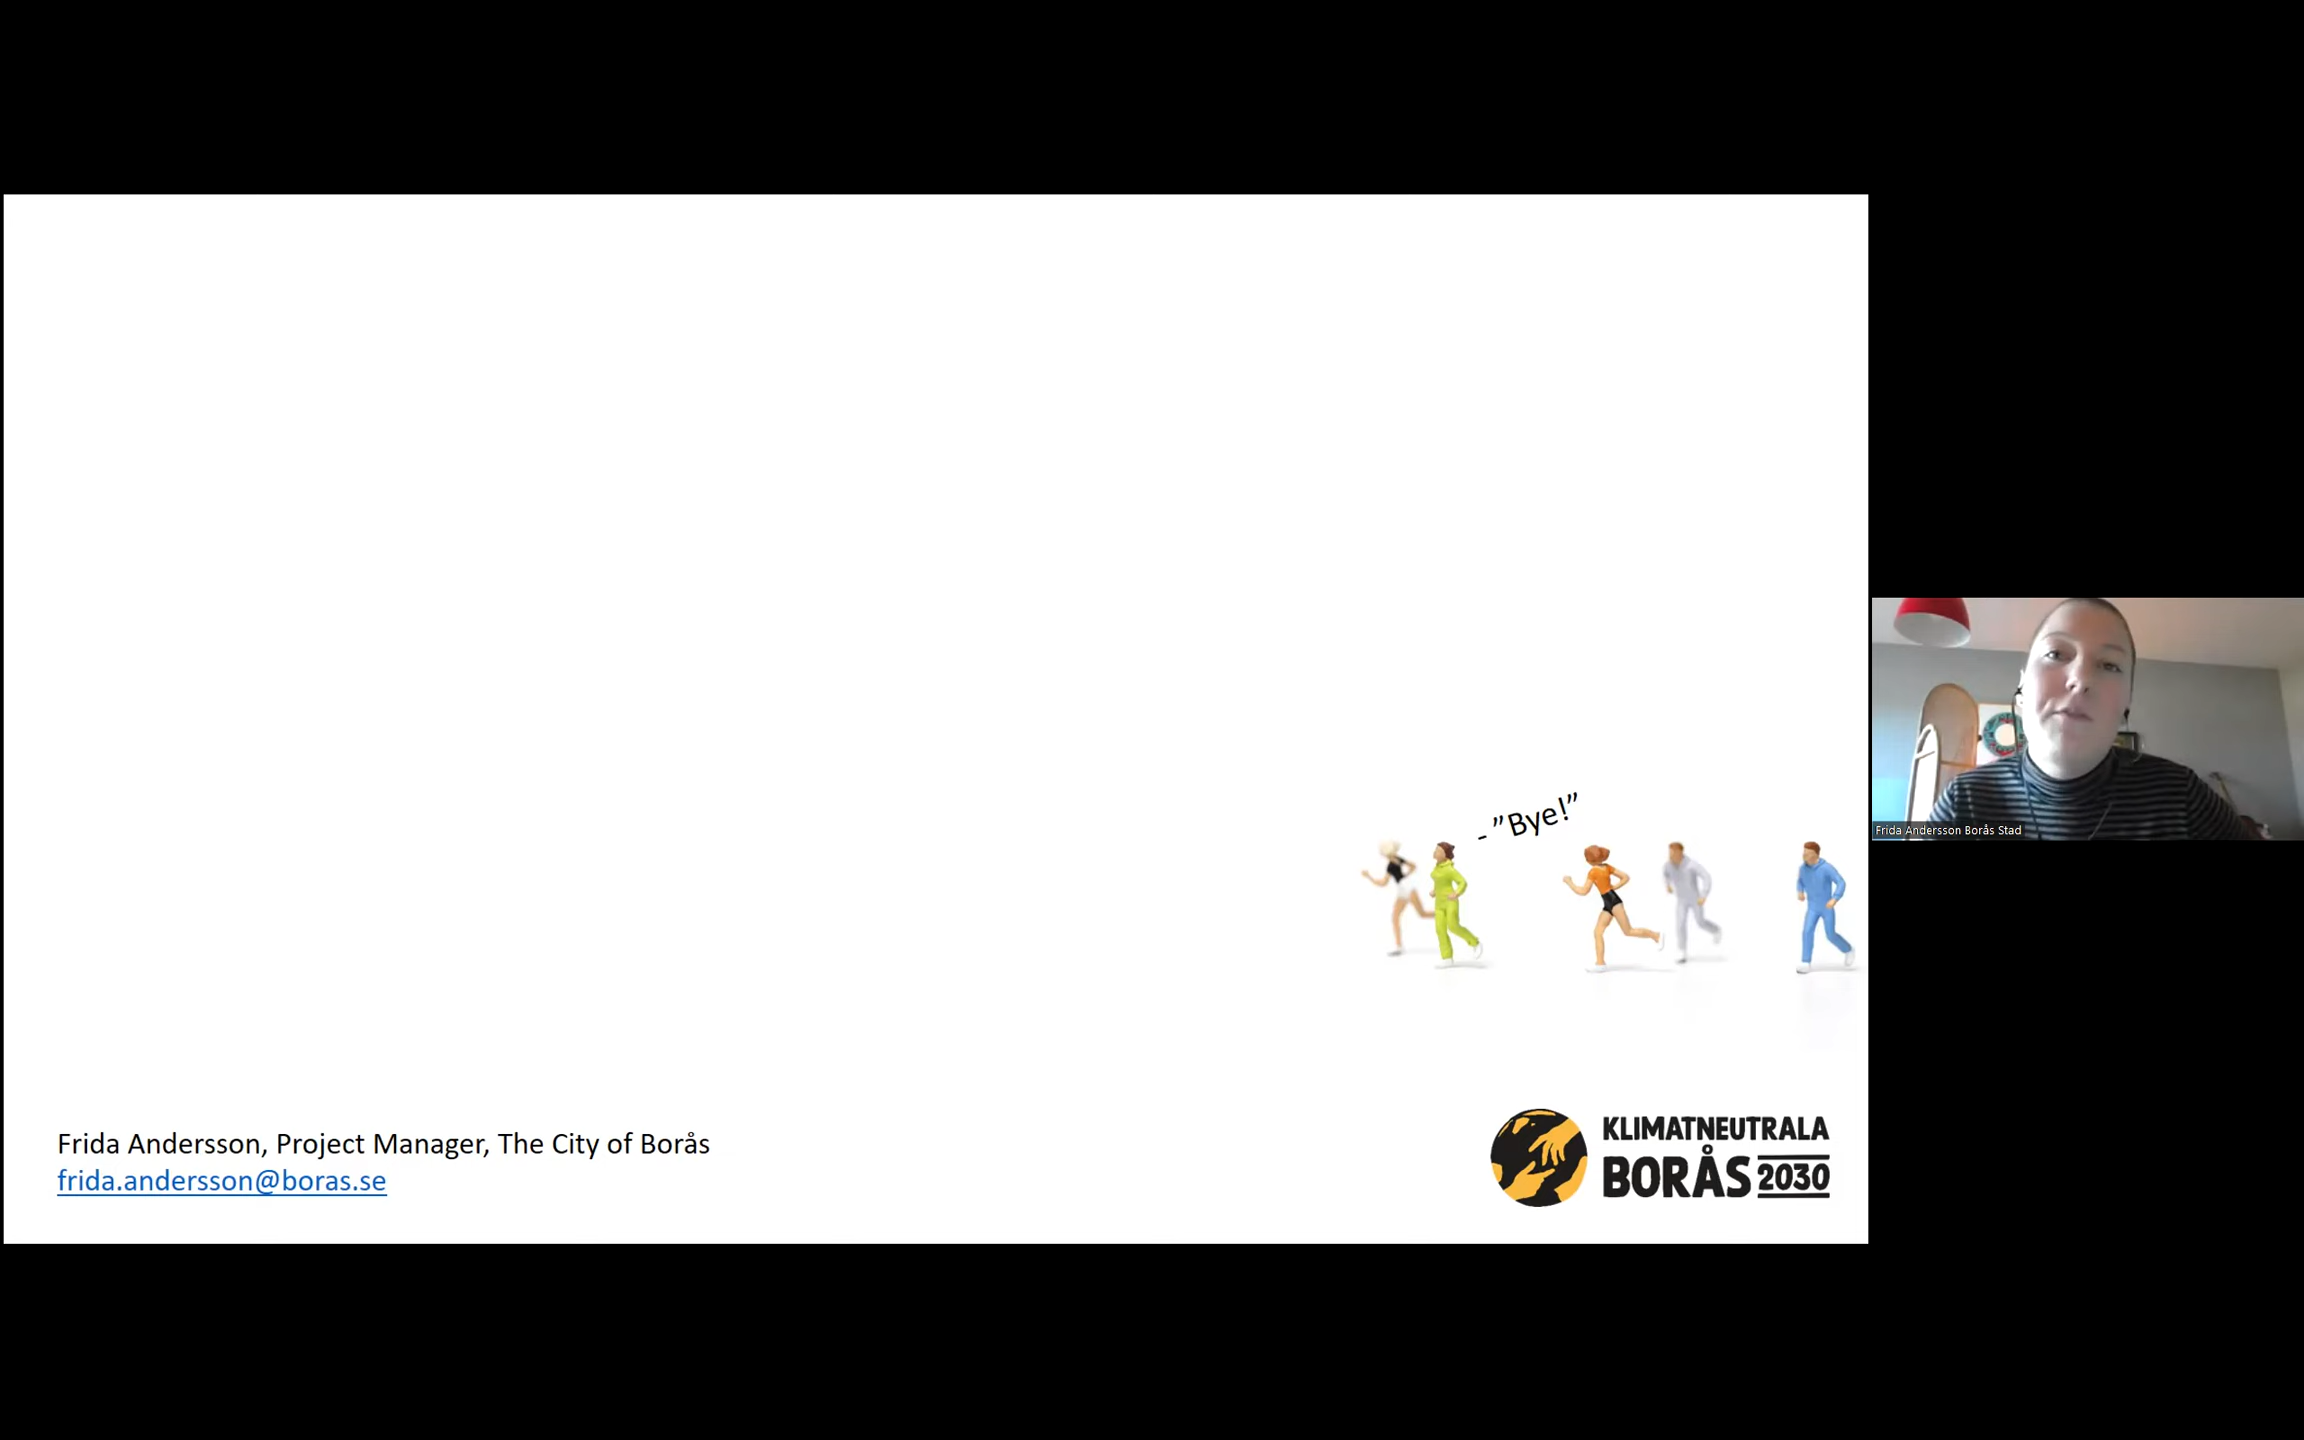 - ”Bye!”
Frida Andersson Borås Stad
Frida Andersson, Project Manager, The City of Borås
frida.andersson@boras.se
KLIMATNEUTRALA
BORÅS 2030